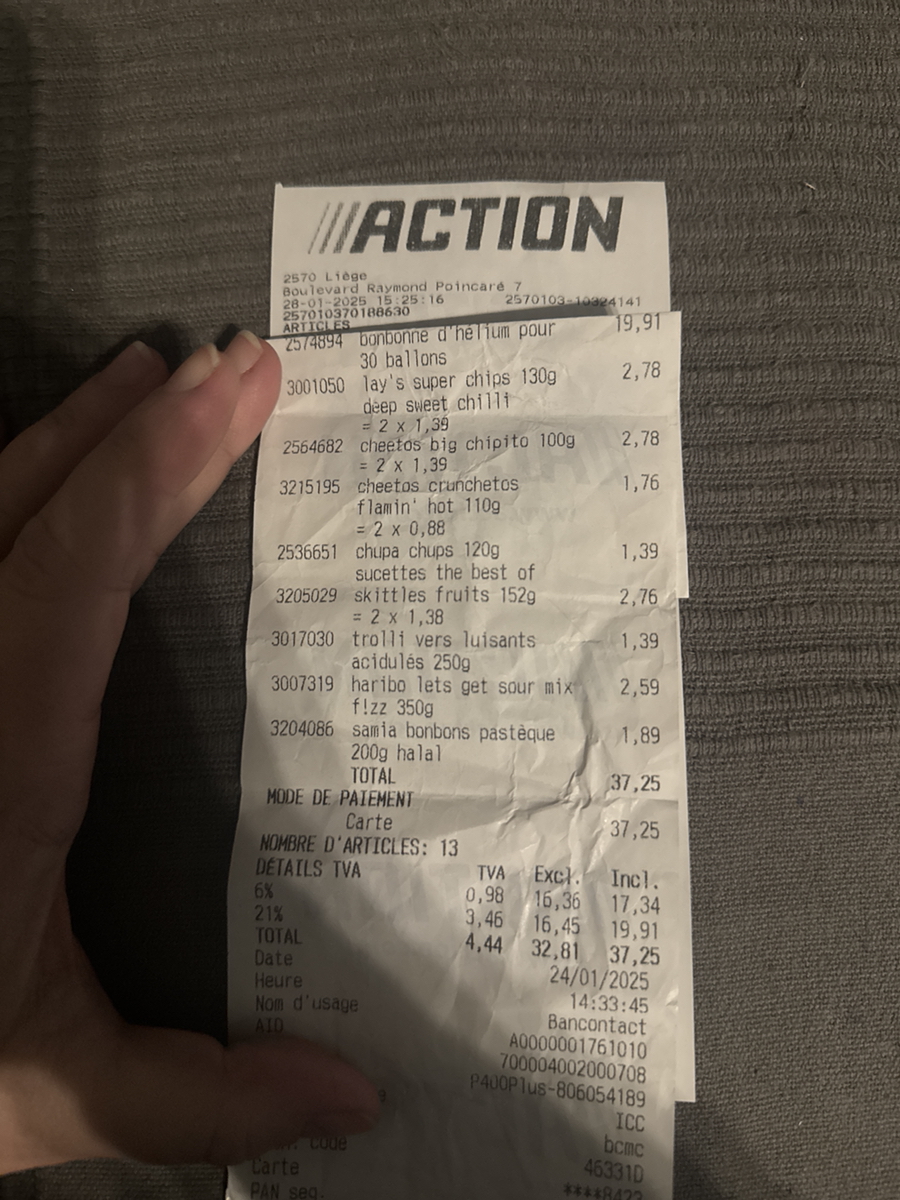 ///ACTION
2570 Liège
Boulevard Raymond Poincaré 7
28-01-2025 15:25:16 2570103-10324141
257010370188630
ARTICLES
2574894 bonbonne d'hélium pour 19,91
30 ballons
3001050 lay's super chips 130g 2,78
deep sweet chilli
= 2 x 1,39
2564682 cheetos big chipito 100g 2,78
= 2 x 1,39
3215195 cheetos crunchetos 1,76
flamin' hot 110g
= 2 x 0,88
2536651 chupa chups 120g 1,39
sucettes the best of
3205029 skittles fruits 152g 2,76
= 2 x 1,38
3017030 trolli vers luisants 1,39
acidulés 250g
3007319 haribo lets get sour mix 2,59
f!zz 350g
3204086 samia bonbons pastèque 1,89
200g halal
TOTAL 37,25
MODE DE PAIEMENT
Carte 37,25
NOMBRE D'ARTICLES: 13
DÉTAILS TVA TVA Excl. Incl.
6% 0,98 16,36 17,34
21% 3,46 16,45 19,91
TOTAL 4,44 32,81 37,25
Date 24/01/2025
Heure 14:33:45
Nom d'usage Bancontact
AID A0000001761010
700004002000708
P400Plus-806054189
ICC
code bcmc
Carte 46331D
PAN seq. ****8422